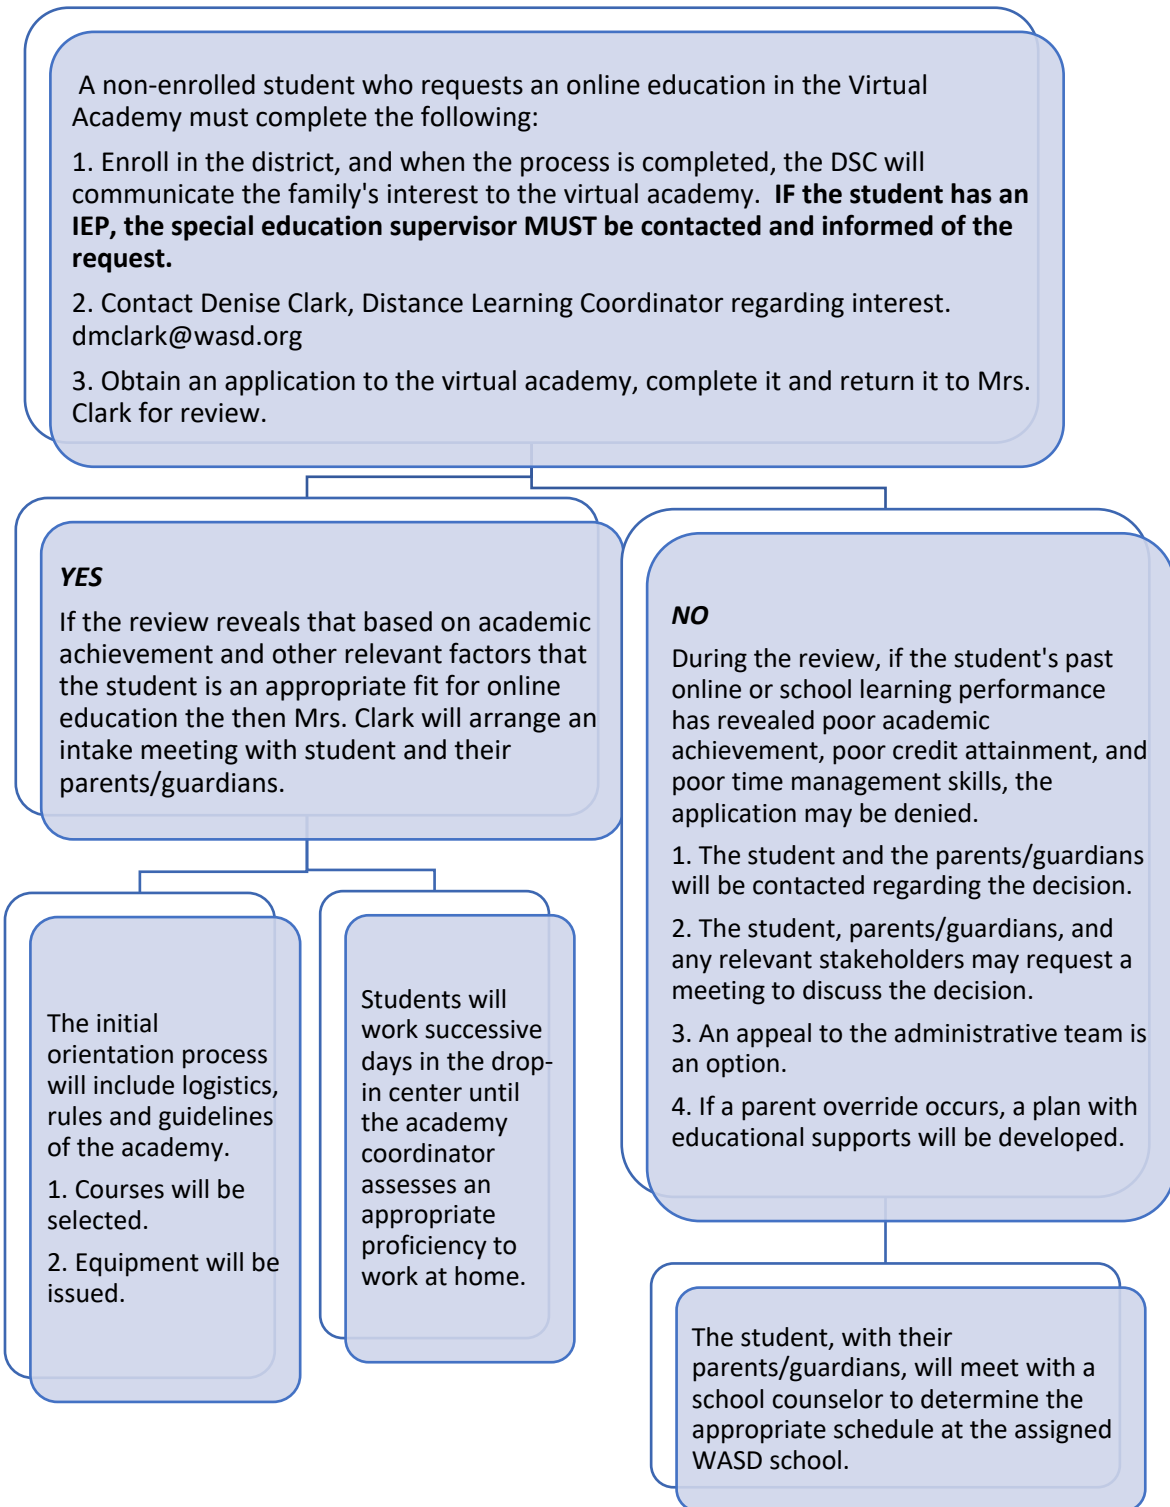 A non-enrolled student who requests an online education in the Virtual
Academy must complete the following:
1. Enroll in the district, and when the process is completed, the DSC will
communicate the family's interest to the virtual academy.  IF the student has an
IEP, the special education supervisor MUST be contacted and informed of the
request.
2. Contact Denise Clark, Distance Learning Coordinator regarding interest.
dmclark@wasd.org
3. Obtain an application to the virtual academy, complete it and return it to Mrs.
Clark for review.
YES
If the review reveals that based on academic
achievement and other relevant factors that
the student is an appropriate fit for online
education the then Mrs. Clark will arrange an
intake meeting with student and their
parents/guardians.
The initial
orientation process
will include logistics,
rules and guidelines
of the academy.
1. Courses will be
selected.
2. Equipment will be
issued.
Students will
work successive
days in the drop-
in center until
the academy
coordinator
assesses an
appropriate
proficiency to
work at home.
NO
During the review, if the student's past
online or school learning performance
has revealed poor academic
achievement, poor credit attainment, and
poor time management skills, the
application may be denied.
1. The student and the parents/guardians
will be contacted regarding the decision.
2. The student, parents/guardians, and
any relevant stakeholders may request a
meeting to discuss the decision.
3. An appeal to the administrative team is
an option.
4. If a parent override occurs, a plan with
educational supports will be developed.
The student, with their
parents/guardians, will meet with a
school counselor to determine the
appropriate schedule at the assigned
WASD school.